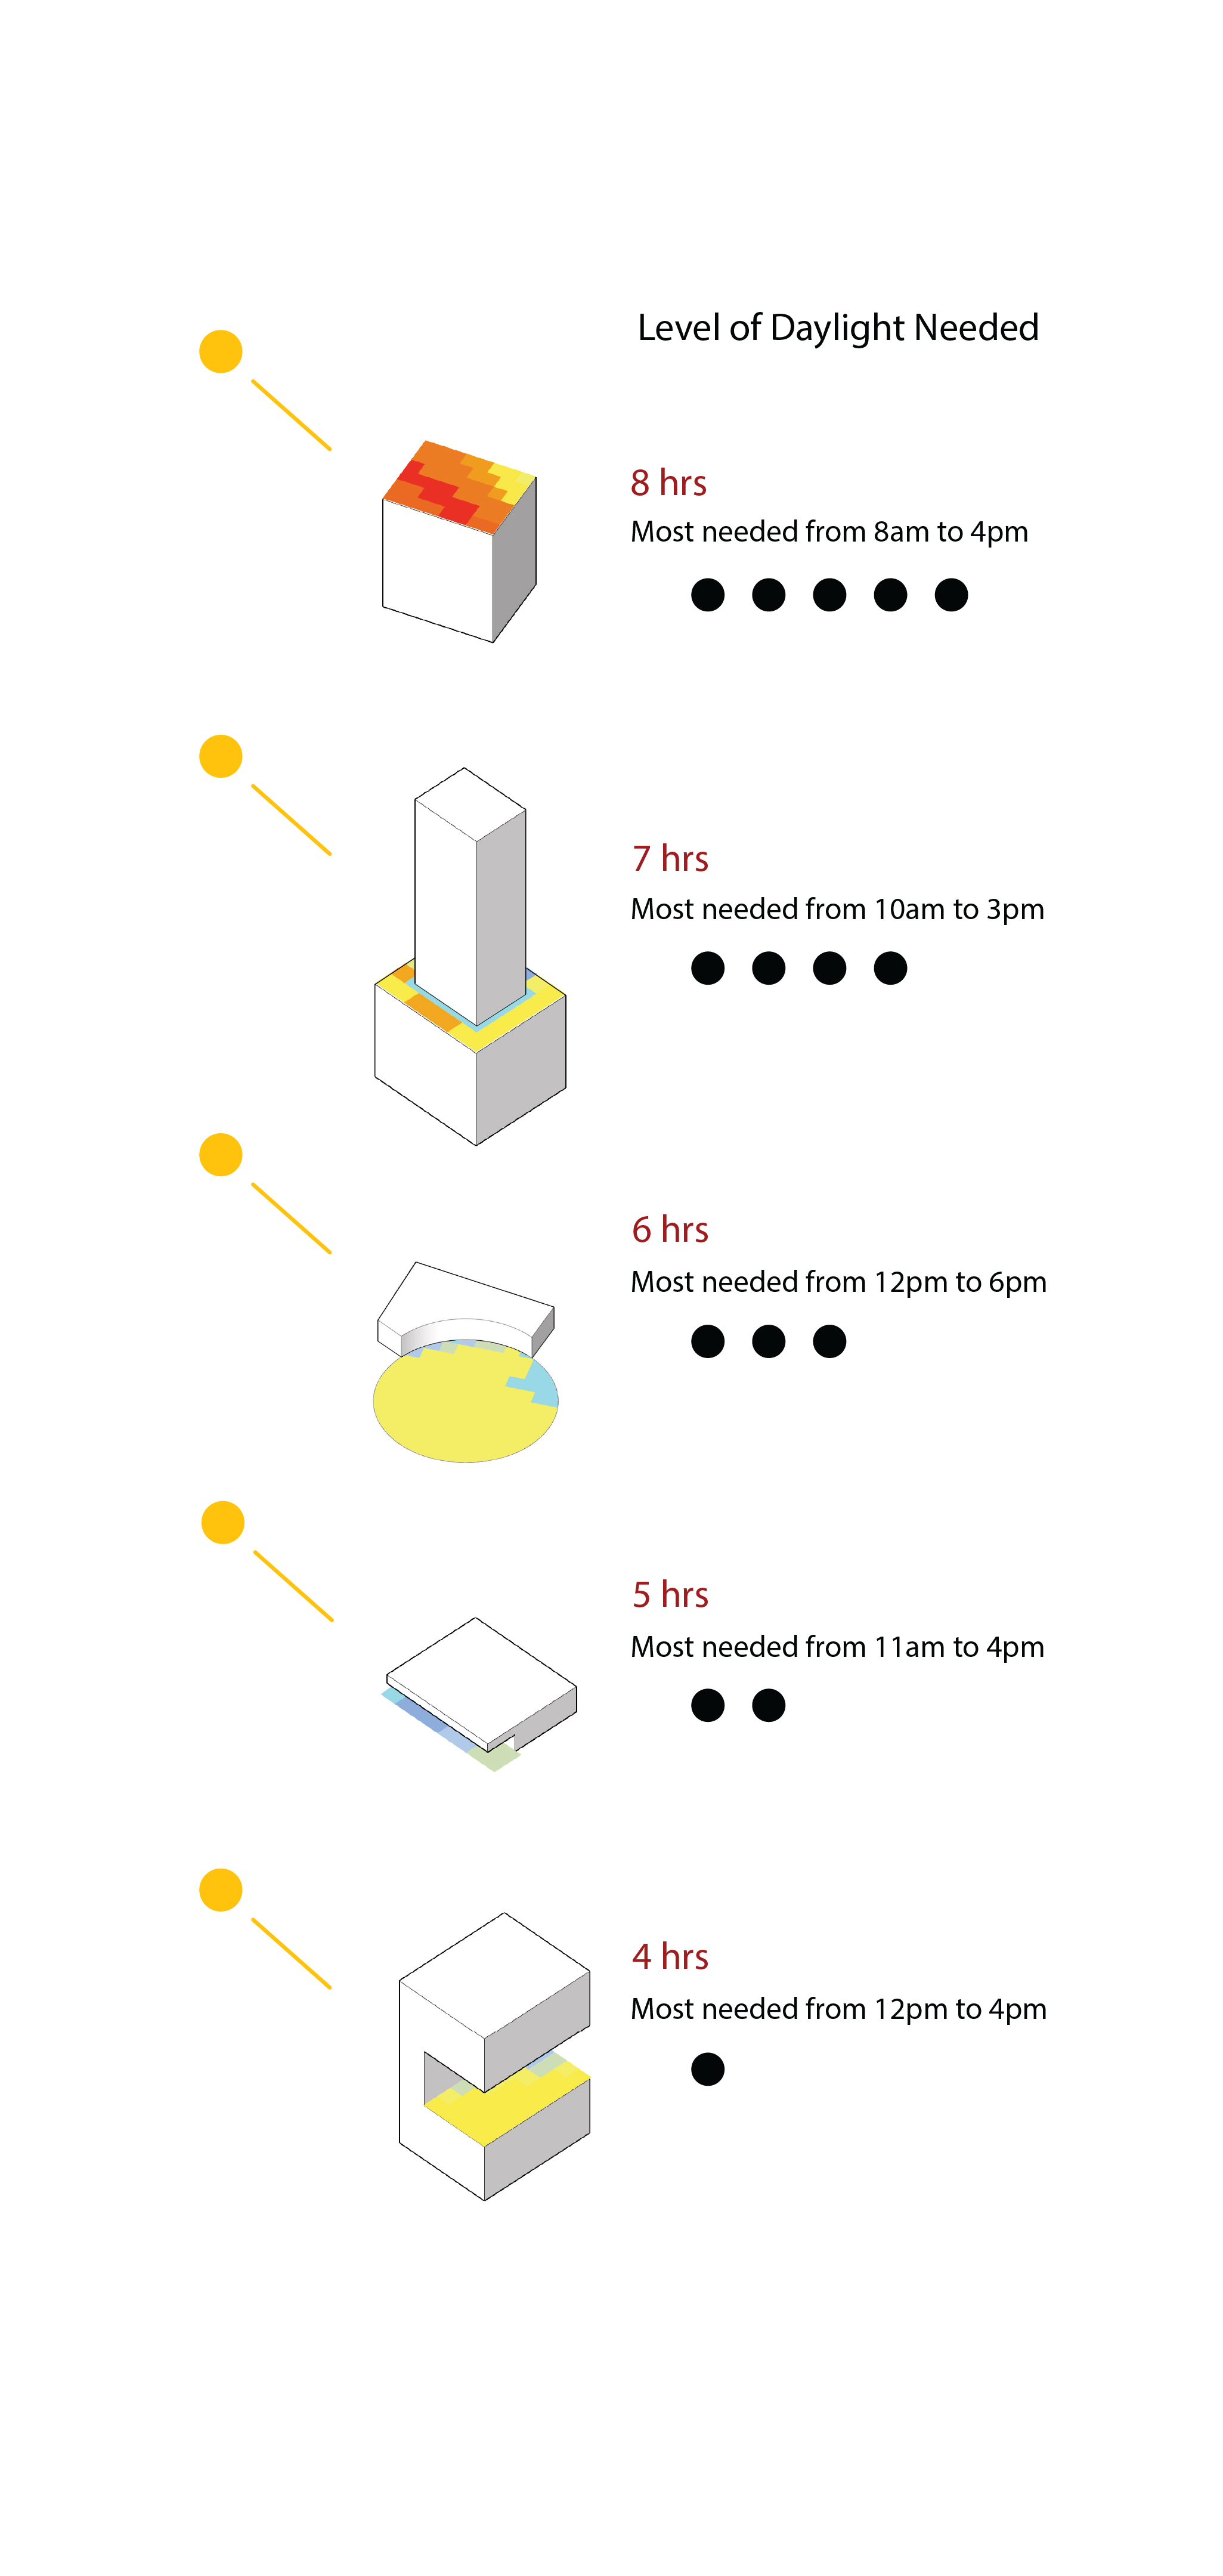 Level of Daylight Needed
8 hrs
Most needed from 8am to 4pm
7 hrs
Most needed from 10am to 3pm
6 hrs
Most needed from 12pm to 6pm
5 hrs
Most needed from 11am to 4pm
4 hrs
Most needed from 12pm to 4pm